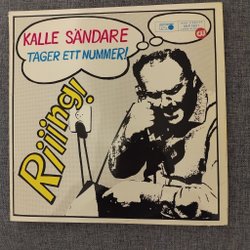 KALLE SÄNDARE
TAGER ETT NUMMER!
Riiing!